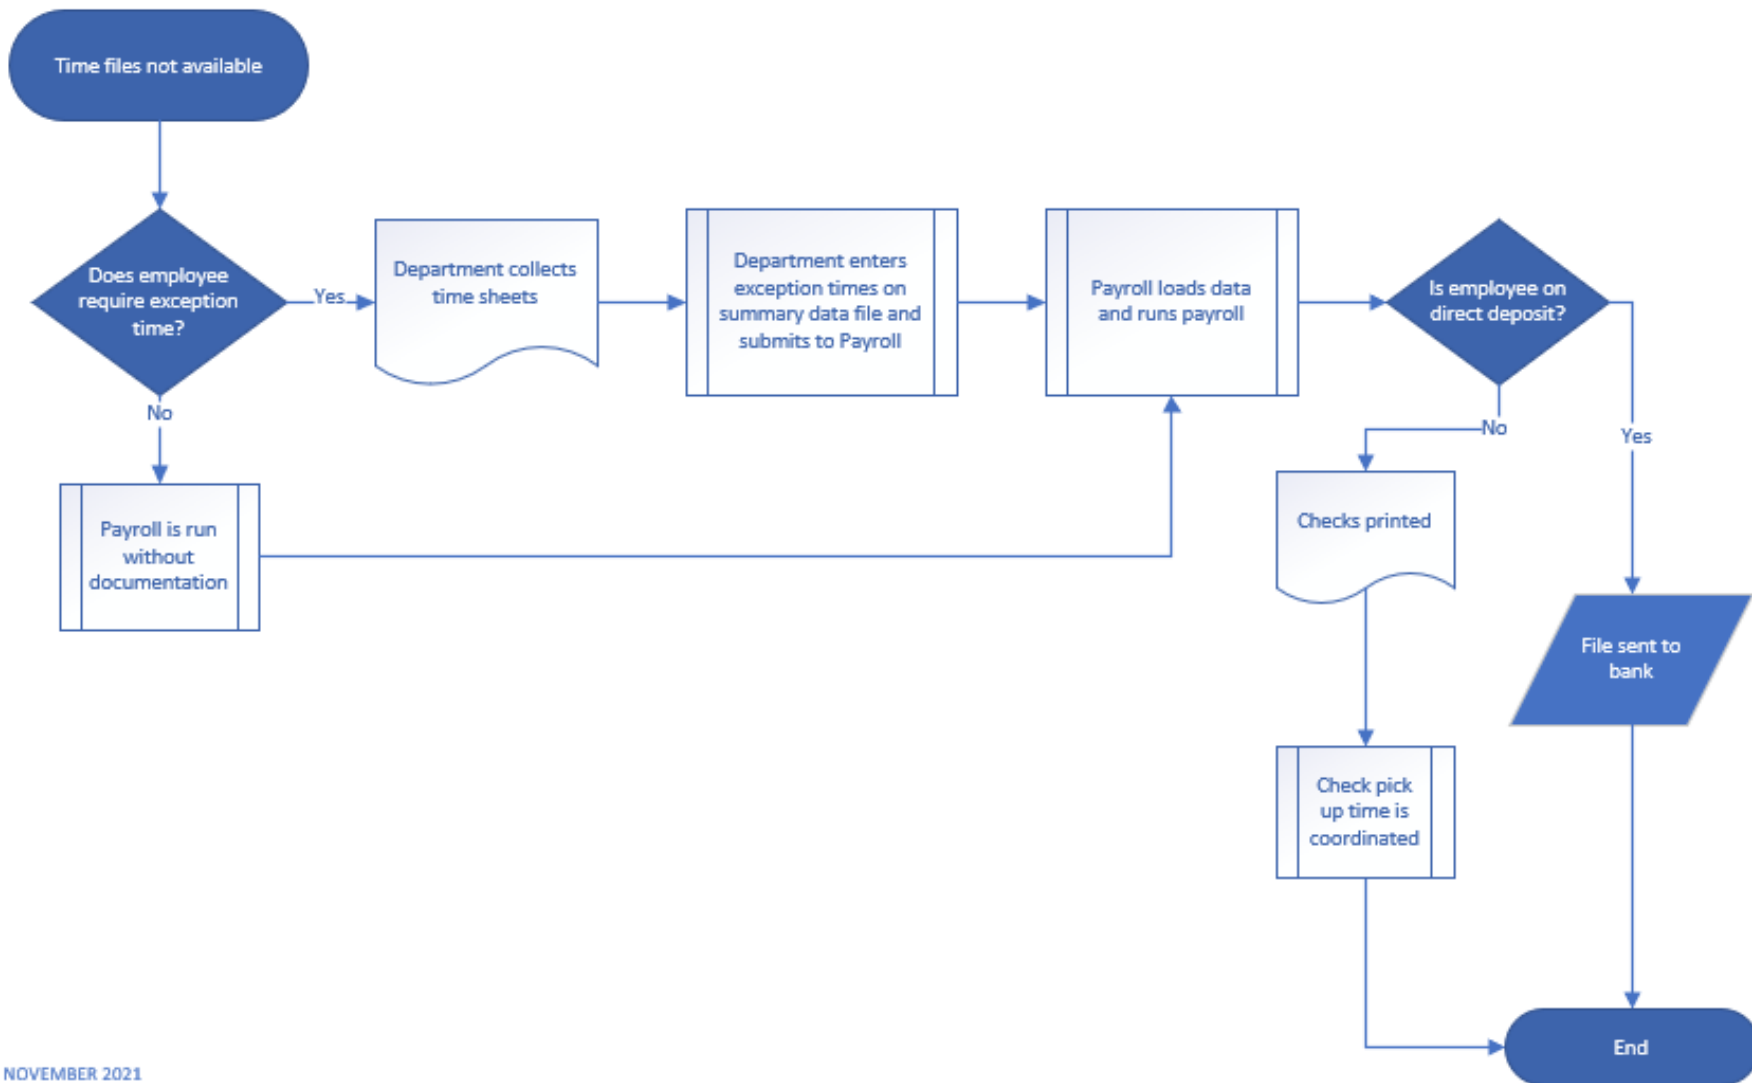 Time files not available
Does employee
require exception
time?
Yes
Department collects
time sheets
Department enters
exception times on
summary data file and
submits to Payroll
Payroll loads data
and runs payroll
Is employee on
direct deposit?
No
Payroll is run
without
documentation
No
Yes
Checks printed
File sent to
bank
Check pick
up time is
coordinated
End
NOVEMBER 2021